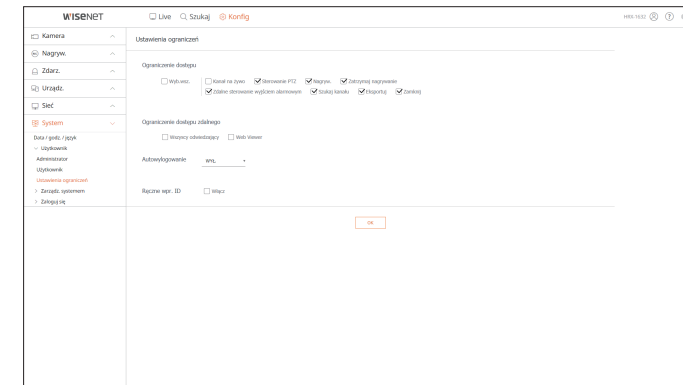 WISENET Live Szukaj Konfig HRX-1632
Kamera
Nagryw.
Zdarz.
Urządz.
Sieć
System
Data / godz. / język
Użytkownik
Administrator
Użytkownik
Ustawienia ograniczeń
Zarządz. systemem
Zaloguj się
Ustawienia ograniczeń
Ograniczenie dostępu
Wyb.wsz. Kanał na żywo Sterowanie PTZ Nagryw. Zatrzymaj nagrywanie
Zdalne sterowanie wyjściem alarmowym Szukaj kanału Eksportuj Zamknij
Ograniczenie dostępu zdalnego
Wszyscy odwiedzający Web Viewer
Autowylogowanie WYŁ.
Ręczne wpr. ID Włącz
OK